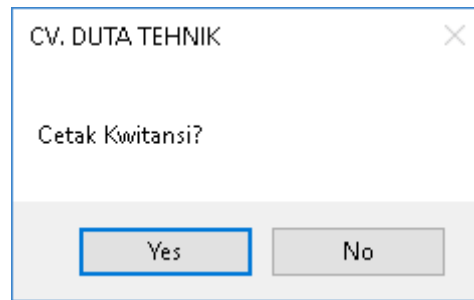 CV. DUTA TEHNIK
Cetak Kwitansi?
Yes No